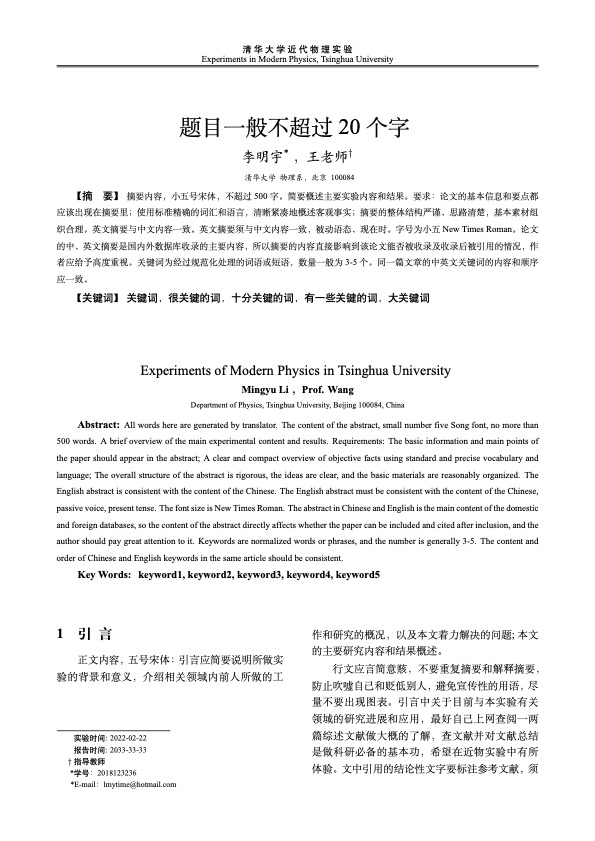 清华大学近代物理实验
Experiments in Modern Physics, Tsinghua University
题目一般不超过 20 个字
李明宇* ，王老师†
清华大学 物理系，北京 100084
【摘 要】 摘要内容，小五号宋体，不超过 500 字。简要概述主要实验内容和结果。要求：论文的基本信息和要点都
应该出现在摘要里；使用标准精确的词汇和语言，清晰紧凑地概述客观事实；摘要的整体结构严谨、思路清楚，基本素材组
织合理。英文摘要与中文内容一致。英文摘要须与中文内容一致，被动语态、现在时。字号为小五 New Times Roman。论文
的中、英文摘要是国内外数据库收录的主要内容，所以摘要的内容直接影响到该论文能否被收录及收录后被引用的情况，作
者应给予高度重视。关键词为经过规范化处理的词语或短语，数量一般为 3-5 个。同一篇文章的中英文关键词的内容和顺序
应一致。
【关键词】 关键词，很关键的词，十分关键的词，有一些关键的词，大关键词
Experiments of Modern Physics in Tsinghua University
Mingyu Li ，Prof. Wang
Department of Physics, Tsinghua University, Beijing 100084, China
Abstract: All words here are generated by translator. The content of the abstract, small number five Song font, no more than
500 words. A brief overview of the main experimental content and results. Requirements: The basic information and main points of
the paper should appear in the abstract; A clear and compact overview of objective facts using standard and precise vocabulary and
language; The overall structure of the abstract is rigorous, the ideas are clear, and the basic materials are reasonably organized. The
English abstract is consistent with the content of the Chinese. The English abstract must be consistent with the content of the Chinese,
passive voice, present tense. The font size is New Times Roman. The abstract in Chinese and English is the main content of the domestic
and foreign databases, so the content of the abstract directly affects whether the paper can be included and cited after inclusion, and the
author should pay great attention to it. Keywords are normalized words or phrases, and the number is generally 3-5. The content and
order of Chinese and English keywords in the same article should be consistent.
Key Words: keyword1, keyword2, keyword3, keyword4, keyword5
1 引 言
正文内容，五号宋体：引言应简要说明所做实
验的背景和意义，介绍相关领域内前人所做的工
实验时间: 2022-02-22
报告时间: 2033-33-33
† 指导教师
*学号：2018123236
*E-mail：lmytime@hotmail.com
作和研究的概况，以及本文着力解决的问题; 本文
的主要研究内容和结果概述。
行文应言简意赅，不要重复摘要和解释摘要，
防止吹嘘自己和贬低别人，避免宣传性的用语，尽
量不要出现图表。引言中关于目前与本实验有关
领域的研究进展和应用，最好自己上网查阅一两
篇综述文献做大概的了解，查文献并对文献总结
是做科研必备的基本功，希望在近物实验中有所
体验。文中引用的结论性文字要标注参考文献，须